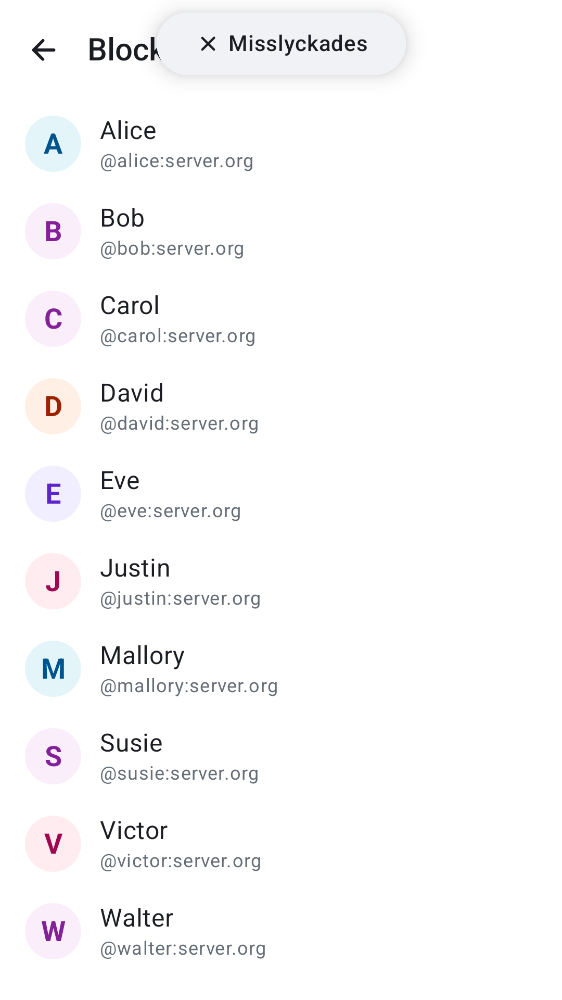 Misslyckades
A
Alice
@alice:server.org
B
Bob
@bob:server.org
C
Carol
@carol:server.org
D
David
@david:server.org
E
Eve
@eve:server.org
J
Justin
@justin:server.org
M
Mallory
@mallory:server.org
S
Susie
@susie:server.org
V
Victor
@victor:server.org
W
Walter
@walter:server.org